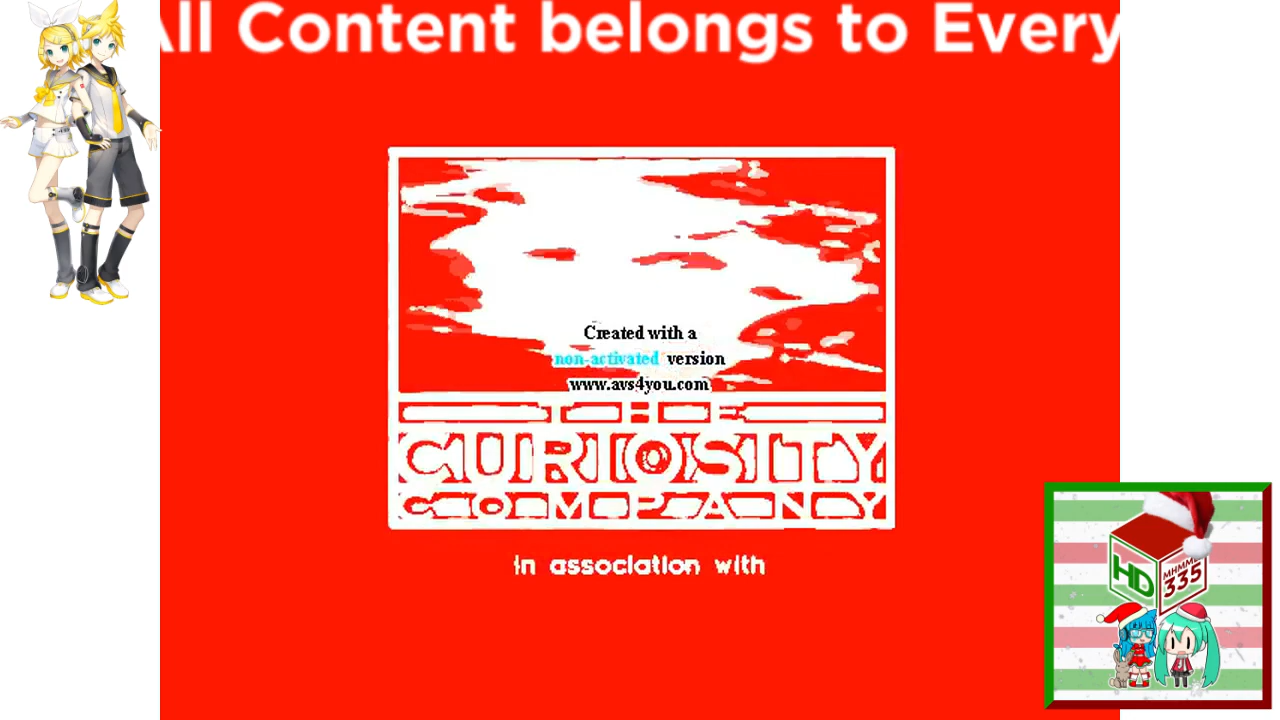 All Content belongs to Every
Created with a
non-activated version
www.avs4you.com
THE
CURIOSITY
COMPANY
in association with
HD
MHMMM
335